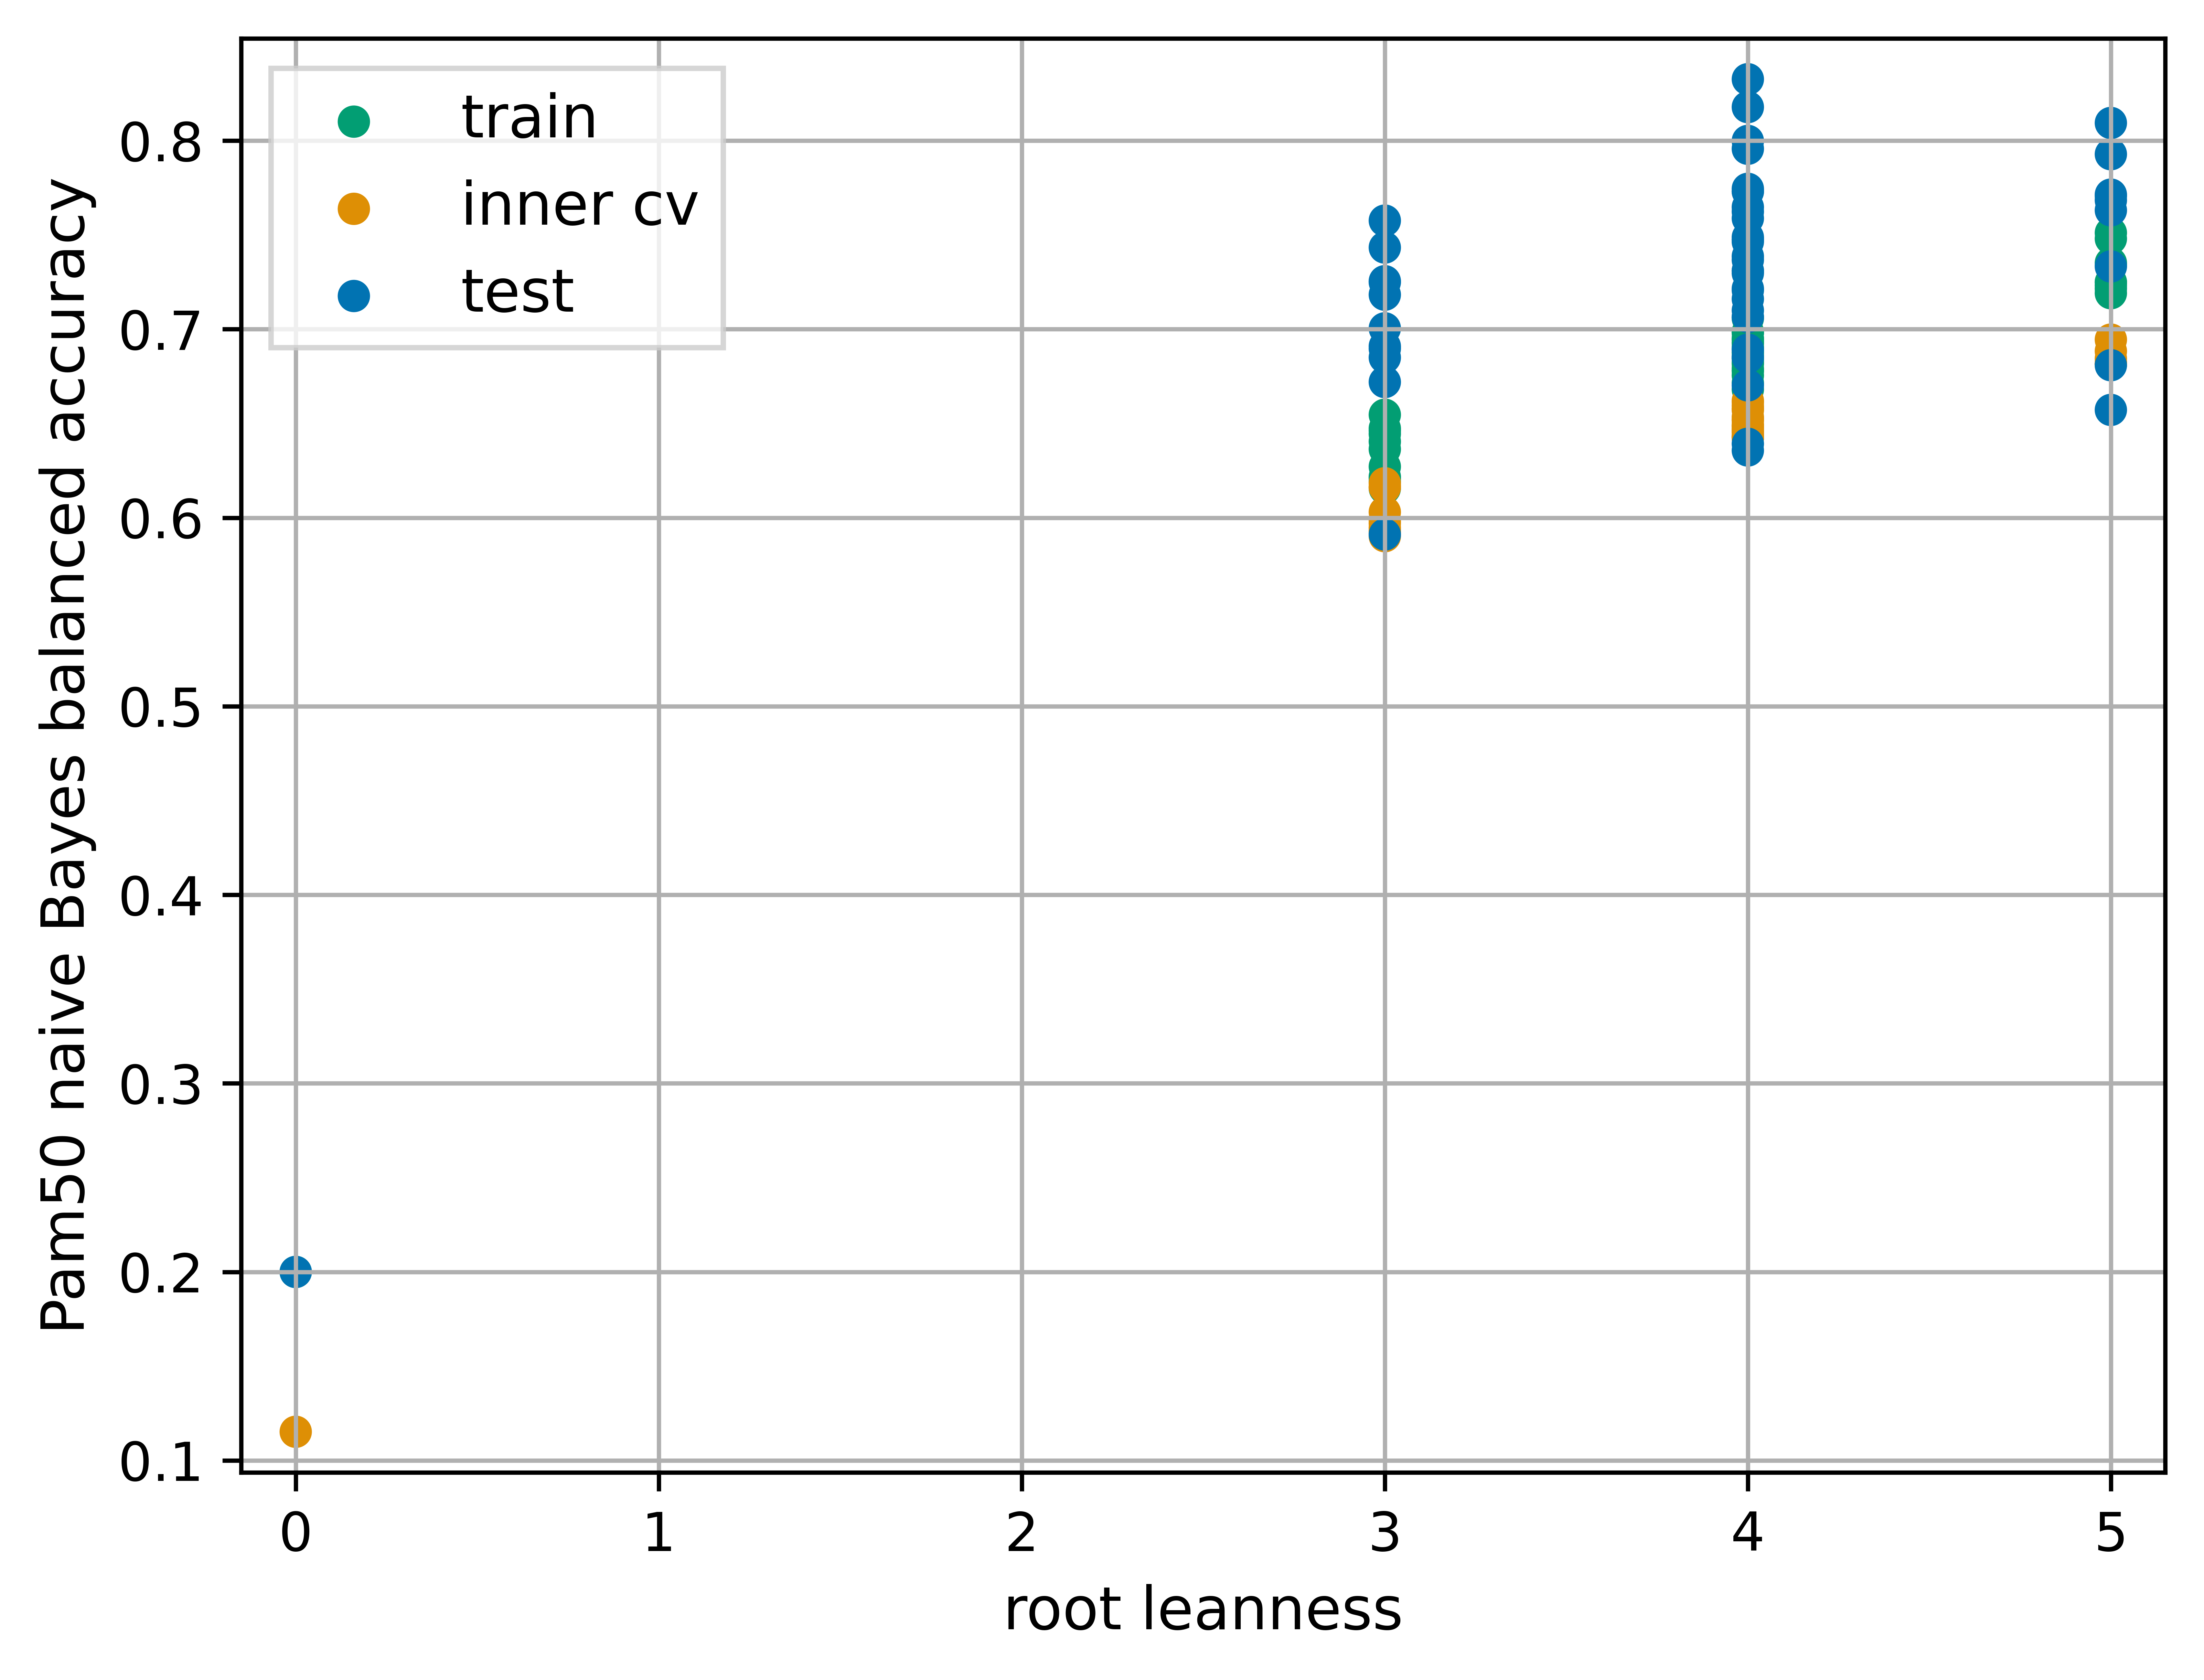 train
inner cv
test
Pam50 naive Bayes balanced accuracy
0.8
0.7
0.6
0.5
0.4
0.3
0.2
0.1
0 1 2 3 4 5
root leanness